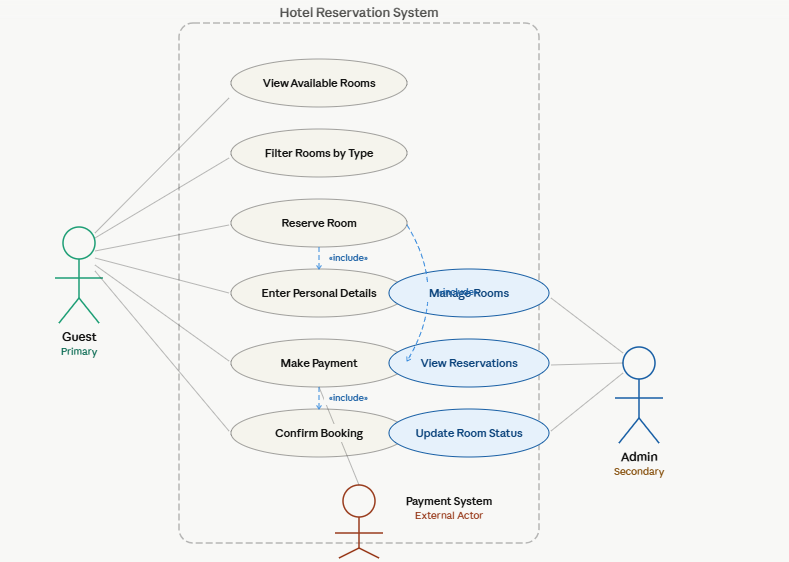 Hotel Reservation System
View Available Rooms
Filter Rooms by Type
Reserve Room
«include»
Enter Personal Details
Manage Rooms
«include»
Guest
Primary
Make Payment
View Reservations
«include»
Confirm Booking
Update Room Status
Admin
Secondary
Payment System
External Actor